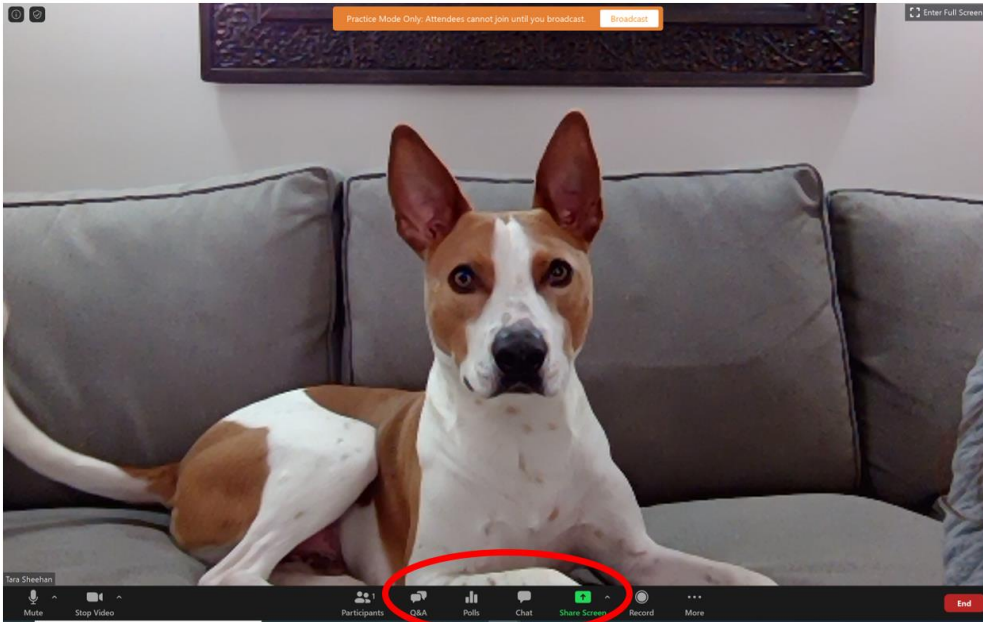 Practice Mode Only: Attendees cannot join until you broadcast. Broadcast
Enter Full Screen
Tara Sheehan
Mute Stop Video Participants 1 Q&A Polls Chat Share Screen Record More End